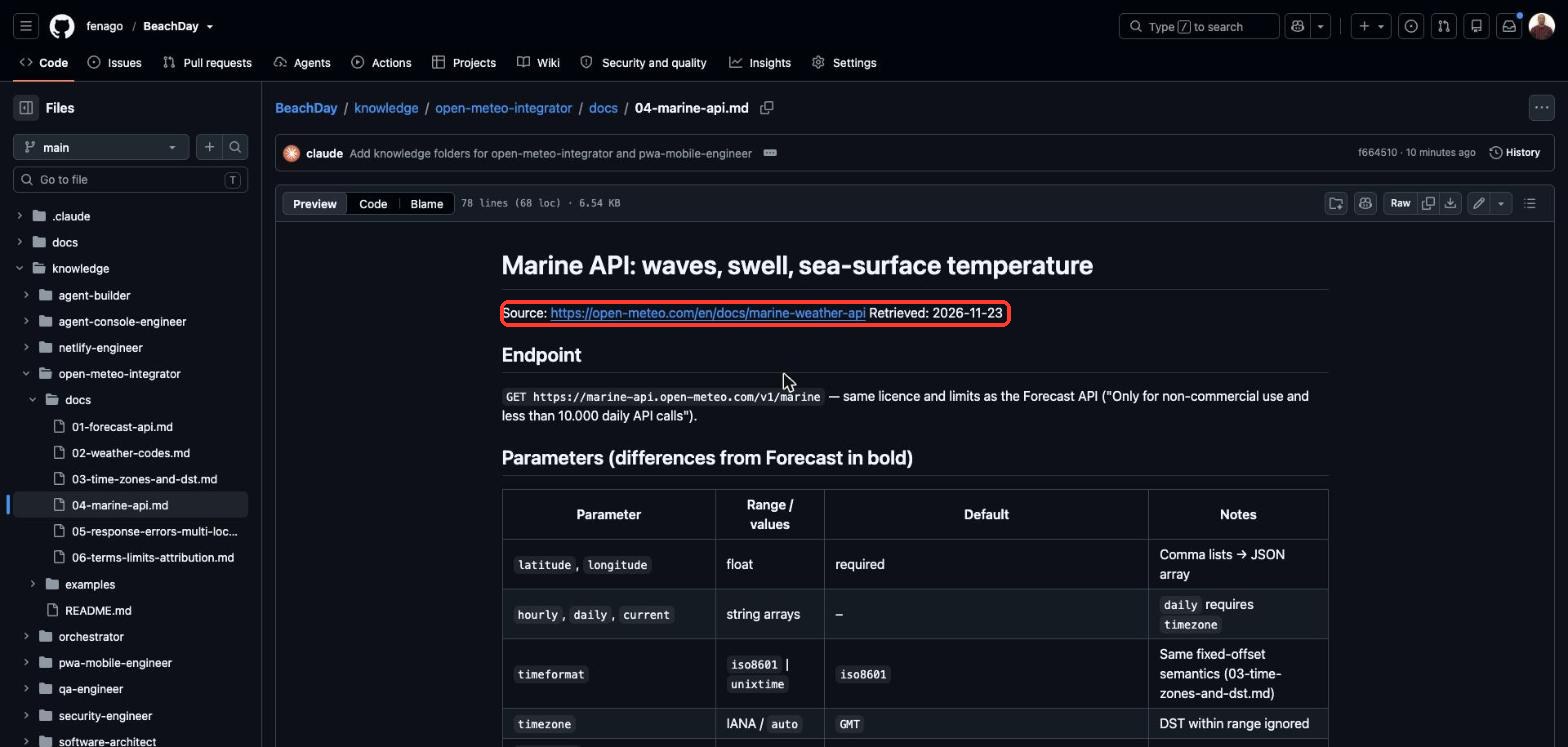 fenago / BeachDay
Type / to search
Code
Issues
Pull requests
Agents
Actions
Projects
Wiki
Security and quality
Insights
Settings
Files
main
Go to file
T
.claude
docs
knowledge
agent-builder
agent-console-engineer
netlify-engineer
open-meteo-integrator
docs
01-forecast-api.md
02-weather-codes.md
03-time-zones-and-dst.md
04-marine-api.md
05-response-errors-multi-loc...
06-terms-limits-attribution.md
examples
README.md
orchestrator
pwa-mobile-engineer
qa-engineer
security-engineer
software-architect
BeachDay / knowledge / open-meteo-integrator / docs / 04-marine-api.md
claude Add knowledge folders for open-meteo-integrator and pwa-mobile-engineer
f664510 · 10 minutes ago
History
Preview
Code
Blame
78 lines (68 loc) · 6.54 KB
Raw
Marine API: waves, swell, sea-surface temperature
Source: https://open-meteo.com/en/docs/marine-weather-api Retrieved: 2026-11-23
Endpoint
GET https://marine-api.open-meteo.com/v1/marine — same licence and limits as the Forecast API ("Only for non-commercial use and
less than 10.000 daily API calls").
Parameters (differences from Forecast in bold)
Parameter
Range /
values
Default
Notes
latitude, longitude
float
required
Comma lists → JSON
array
hourly, daily, current
string arrays
–
daily requires
timezone
timeformat
iso8601 |
unixtime
iso8601
Same fixed-offset
semantics (03-time-
zones-and-dst.md)
timezone
IANA / auto
GMT
DST within range ignored